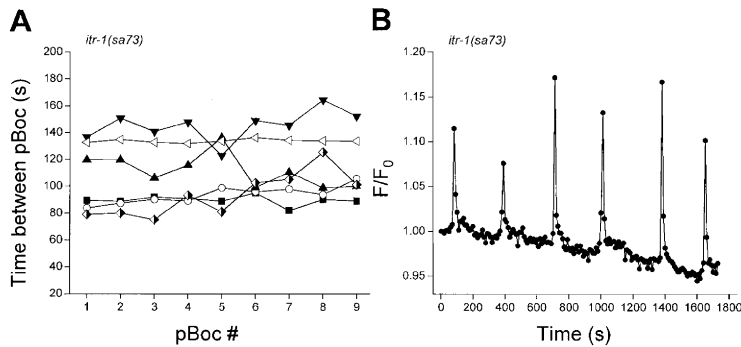 A
itr-1(sa73)
Time between pBoc (s)
200
180
160
140
120
100
80
60
40
20
1 2 3 4 5 6 7 8 9
pBoc #
B
itr-1(sa73)
F/F0
1.20
1.15
1.10
1.05
1.00
0.95
0 200 400 600 800 1000 1200 1400 1600 1800
Time (s)